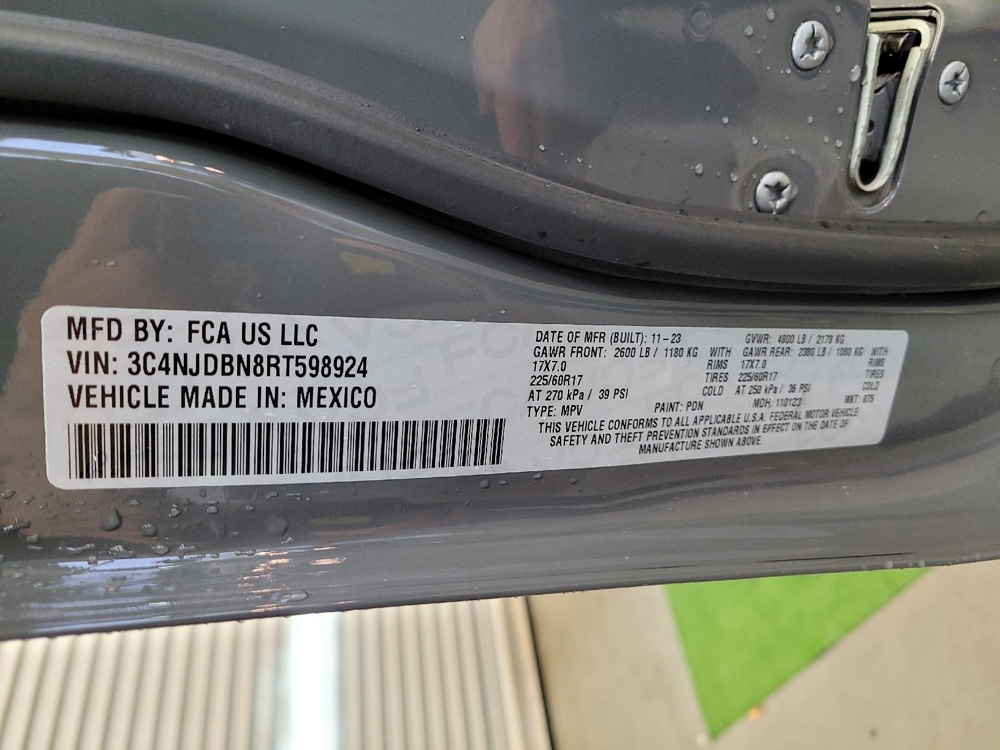 MFD BY: FCA US LLC
VIN: 3C4NJDBN8RT598924
VEHICLE MADE IN: MEXICO
DATE OF MFR (BUILT): 11-23 GVWR: 4800 LB / 2178 KG
GAWR FRONT: 2600 LB / 1180 KG WITH GAWR REAR: 2380 LB / 1080 KG WITH
17X7.0 RIMS 17X7.0 RIMS
225/60R17 TIRES 225/60R17 TIRES
AT 270 kPa / 39 PSI COLD AT 250 kPa / 36 PSI COLD
TYPE: MPV PAINT: PDN MDH: 110123 MKT: 875
THIS VEHICLE CONFORMS TO ALL APPLICABLE U.S.A. FEDERAL MOTOR VEHICLE
SAFETY AND THEFT PREVENTION STANDARDS IN EFFECT ON THE DATE OF
MANUFACTURE SHOWN ABOVE.